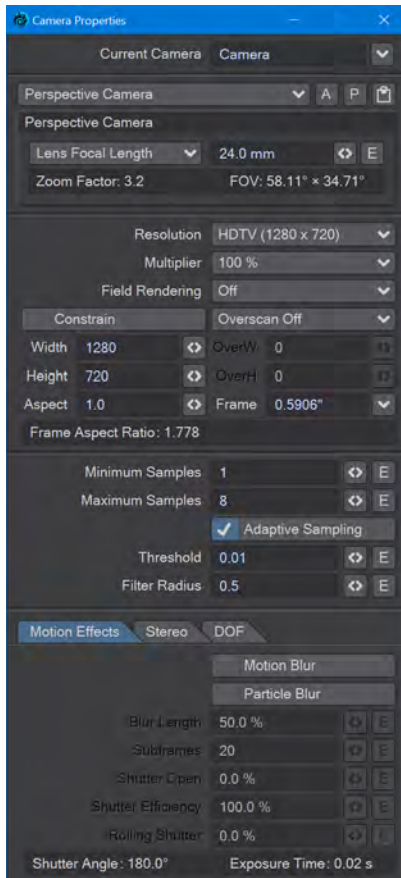 Camera Properties
Current Camera Camera
Perspective Camera A P
Perspective Camera
Lens Focal Length 24.0 mm E
Zoom Factor: 3.2 FOV: 58.11° × 34.71°
Resolution HDTV (1280 x 720)
Multiplier 100 %
Field Rendering Off
Constrain Overscan Off
Width 1280 OverW 0
Height 720 OverH 0
Aspect 1.0 Frame 0.5906"
Frame Aspect Ratio: 1.778
Minimum Samples 1 E
Maximum Samples 8 E
Adaptive Sampling
Threshold 0.01 E
Filter Radius 0.5 E
Motion Effects Stereo DOF
Motion Blur
Particle Blur
Blur Length 50.0 % E
Subframes 20
Shutter Open 0.0 % E
Shutter Efficiency 100.0 % E
Rolling Shutter 0.0 % E
Shutter Angle: 180.0° Exposure Time: 0.02 s